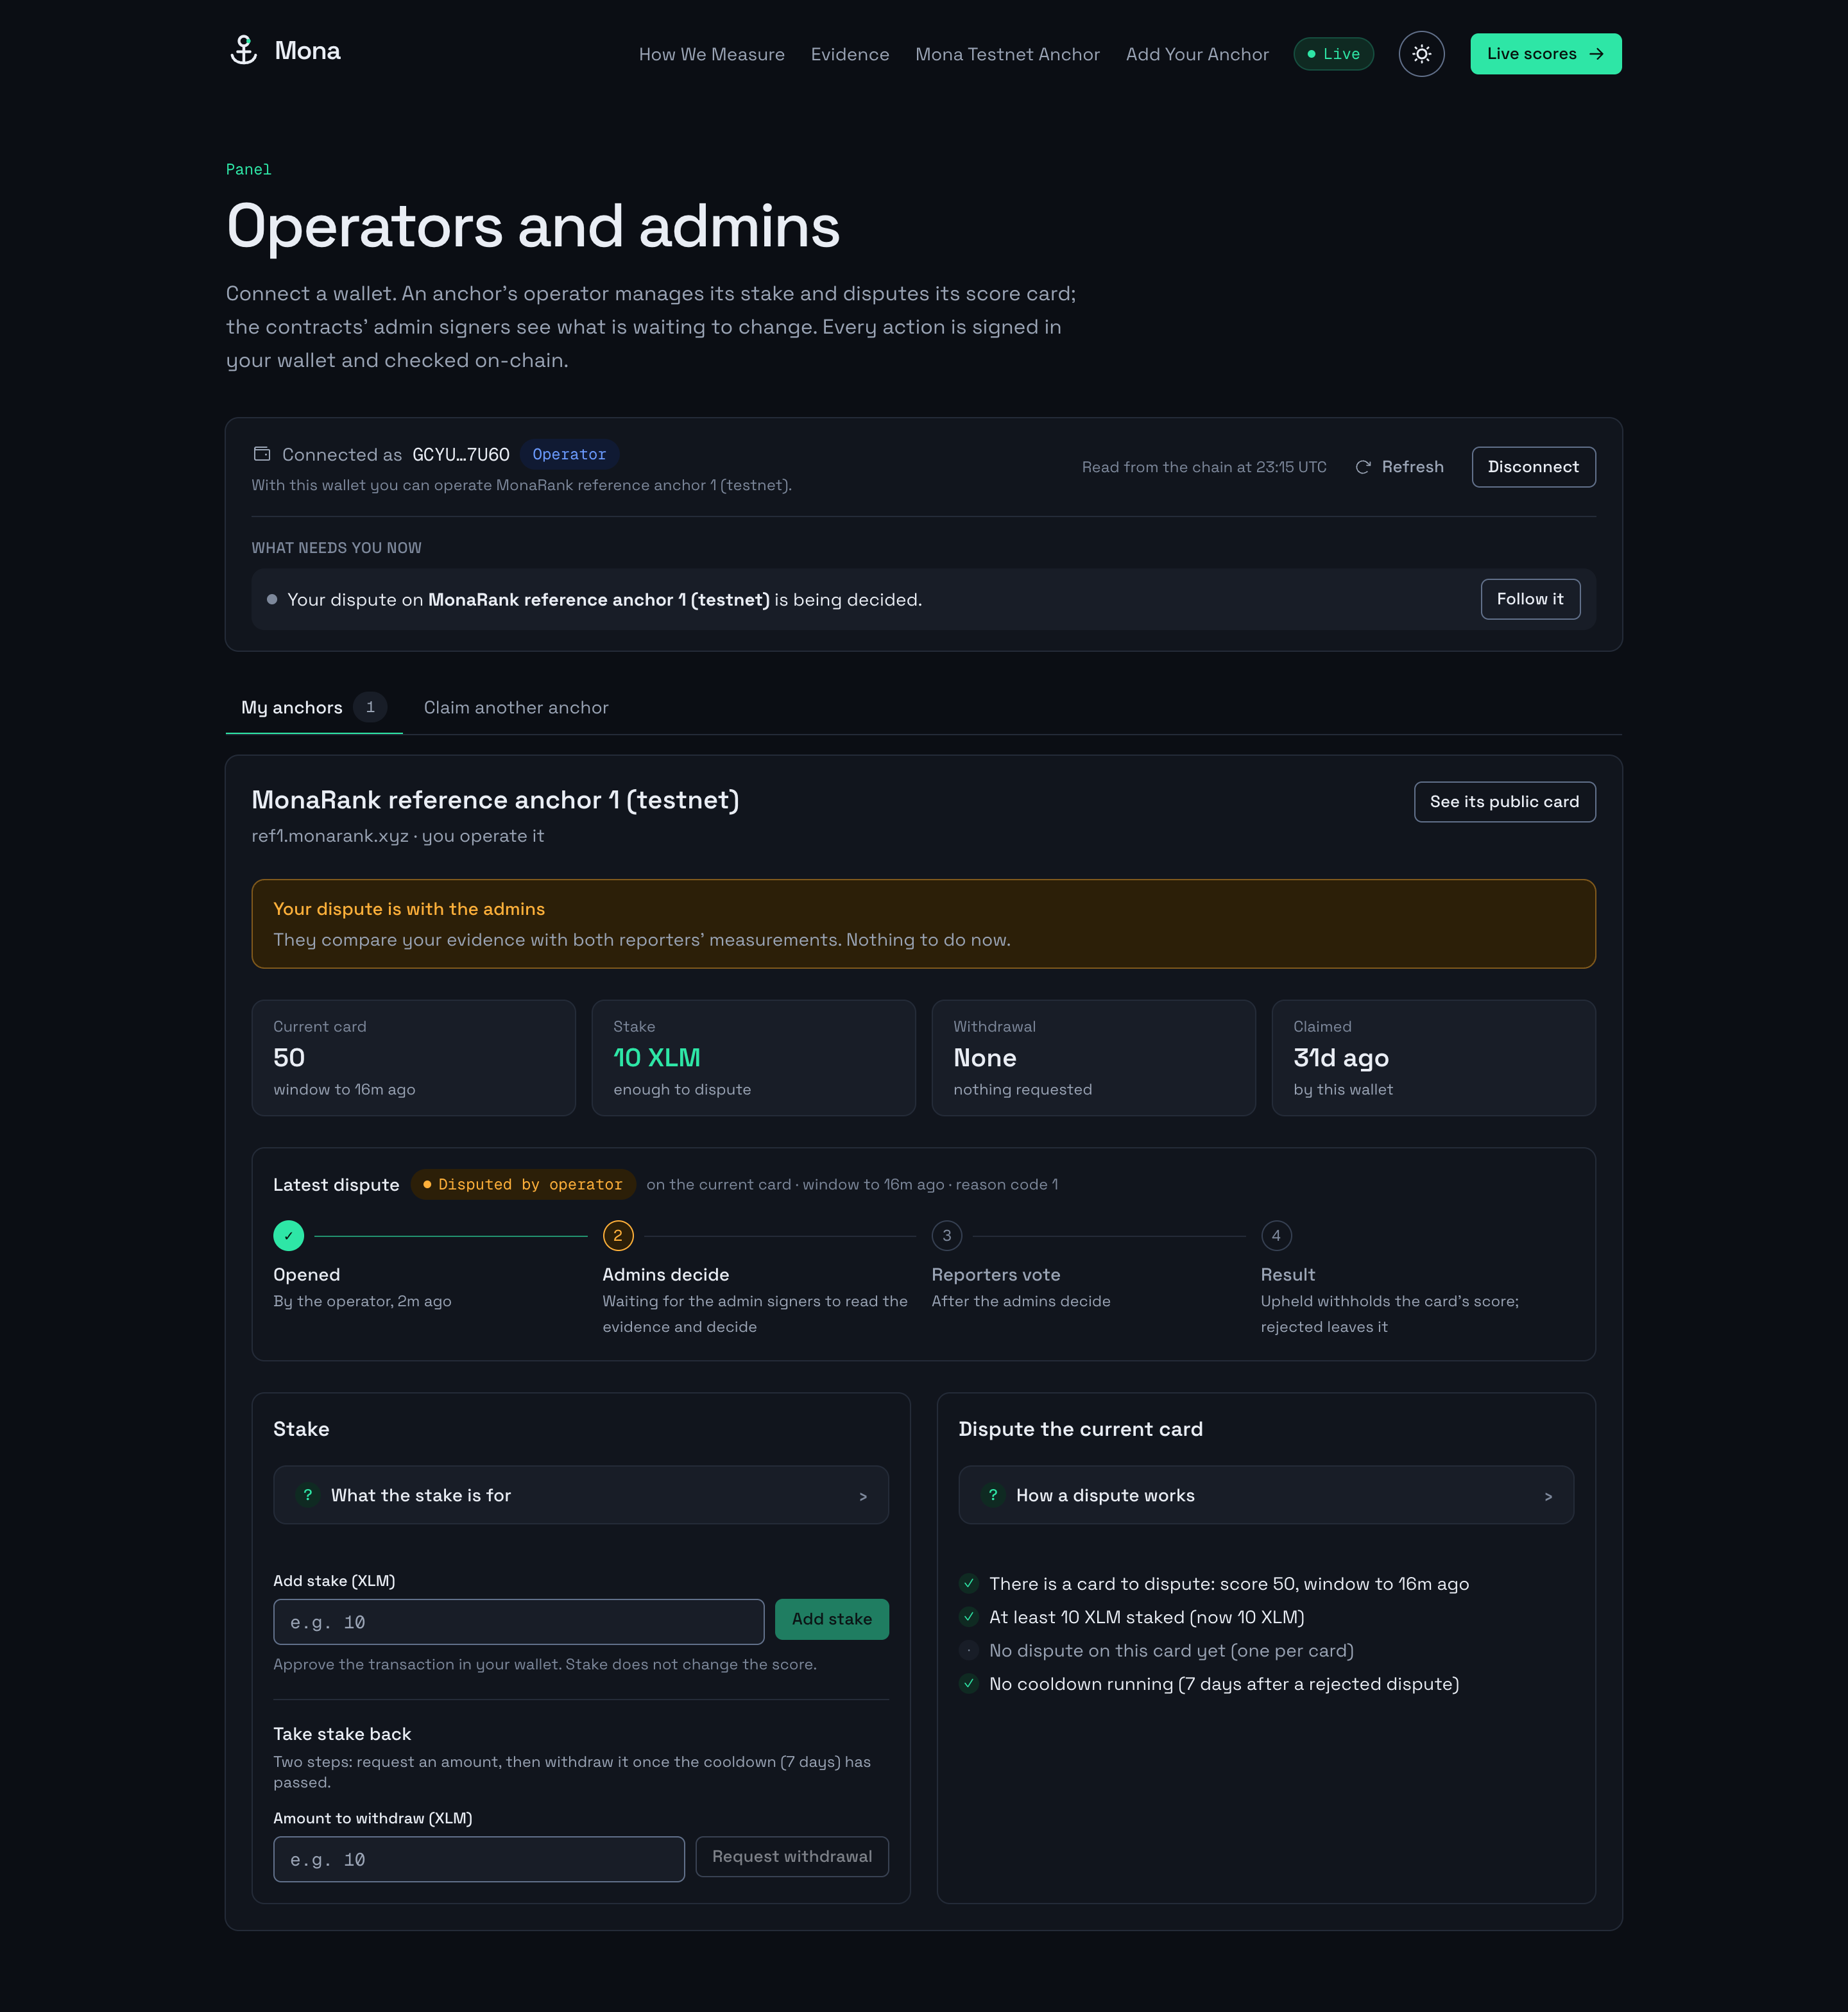 Mona
How We Measure
Evidence
Mona Testnet Anchor
Add Your Anchor
Live
Live scores →
Panel
Operators and admins
Connect a wallet. An anchor's operator manages its stake and disputes its score card;
the contracts' admin signers see what is waiting to change. Every action is signed in
your wallet and checked on-chain.
Connected as GCYU…7U6O Operator
With this wallet you can operate MonaRank reference anchor 1 (testnet).
Read from the chain at 23:15 UTC
Refresh
Disconnect
WHAT NEEDS YOU NOW
Your dispute on MonaRank reference anchor 1 (testnet) is being decided.
Follow it
My anchors 1
Claim another anchor
MonaRank reference anchor 1 (testnet)
ref1.monarank.xyz · you operate it
See its public card
Your dispute is with the admins
They compare your evidence with both reporters' measurements. Nothing to do now.
Current card
50
window to 16m ago
Stake
10 XLM
enough to dispute
Withdrawal
None
nothing requested
Claimed
31d ago
by this wallet
Latest dispute
Disputed by operator
on the current card · window to 16m ago · reason code 1
✓
Opened
By the operator, 2m ago
2
Admins decide
Waiting for the admin signers to read the
evidence and decide
3
Reporters vote
After the admins decide
4
Result
Upheld withholds the card's score;
rejected leaves it
Stake
? What the stake is for >
Add stake (XLM)
e.g. 10
Add stake
Approve the transaction in your wallet. Stake does not change the score.
Take stake back
Two steps: request an amount, then withdraw it once the cooldown (7 days) has
passed.
Amount to withdraw (XLM)
e.g. 10
Request withdrawal
Dispute the current card
? How a dispute works >
✓ There is a card to dispute: score 50, window to 16m ago
✓ At least 10 XLM staked (now 10 XLM)
· No dispute on this card yet (one per card)
✓ No cooldown running (7 days after a rejected dispute)